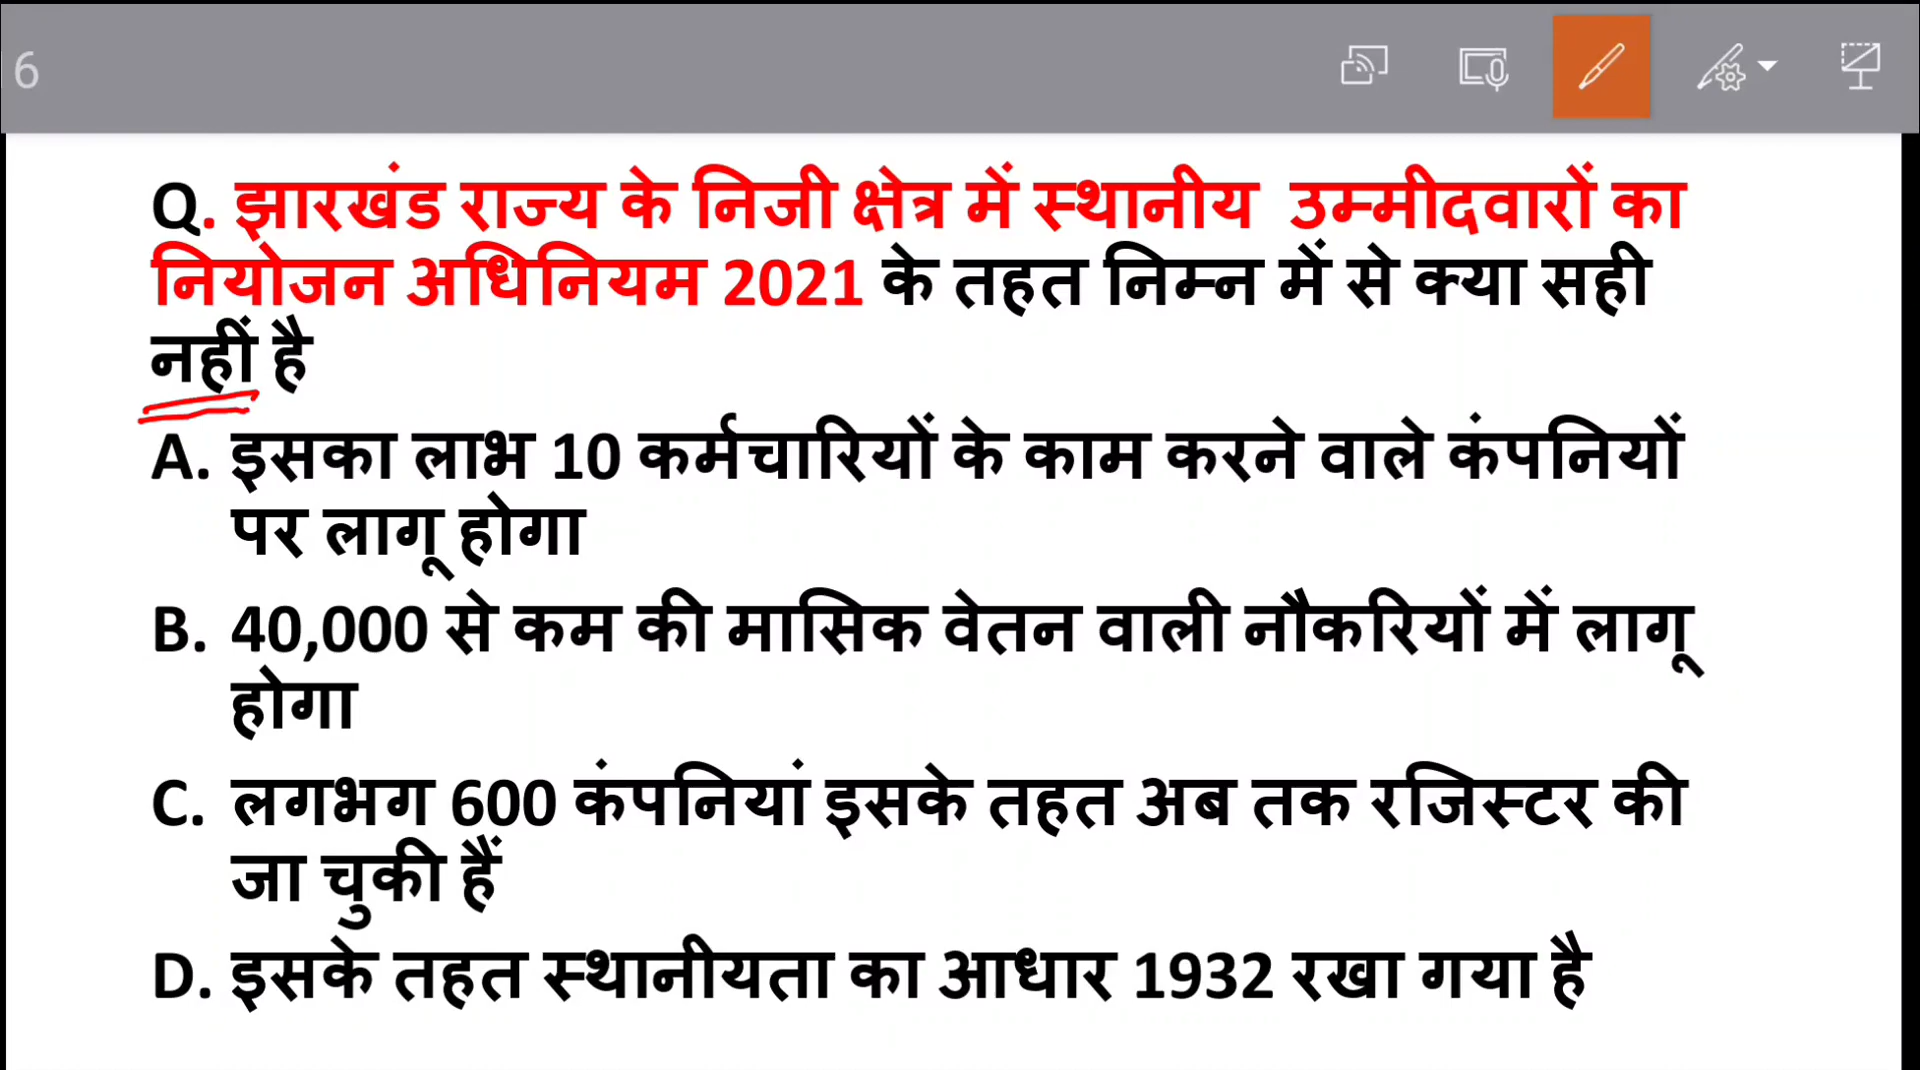 6
Q. झारखंड राज्य के निजी क्षेत्र में स्थानीय उम्मीदवारों का
नियोजन अधिनियम 2021 के तहत निम्न में से क्या सही
नहीं है
A. इसका लाभ 10 कर्मचारियों के काम करने वाले कंपनियों
पर लागू होगा
B. 40,000 से कम की मासिक वेतन वाली नौकरियों में लागू
होगा
C. लगभग 600 कंपनियां इसके तहत अब तक रजिस्टर की
जा चुकी हैं
D. इसके तहत स्थानीयता का आधार 1932 रखा गया है